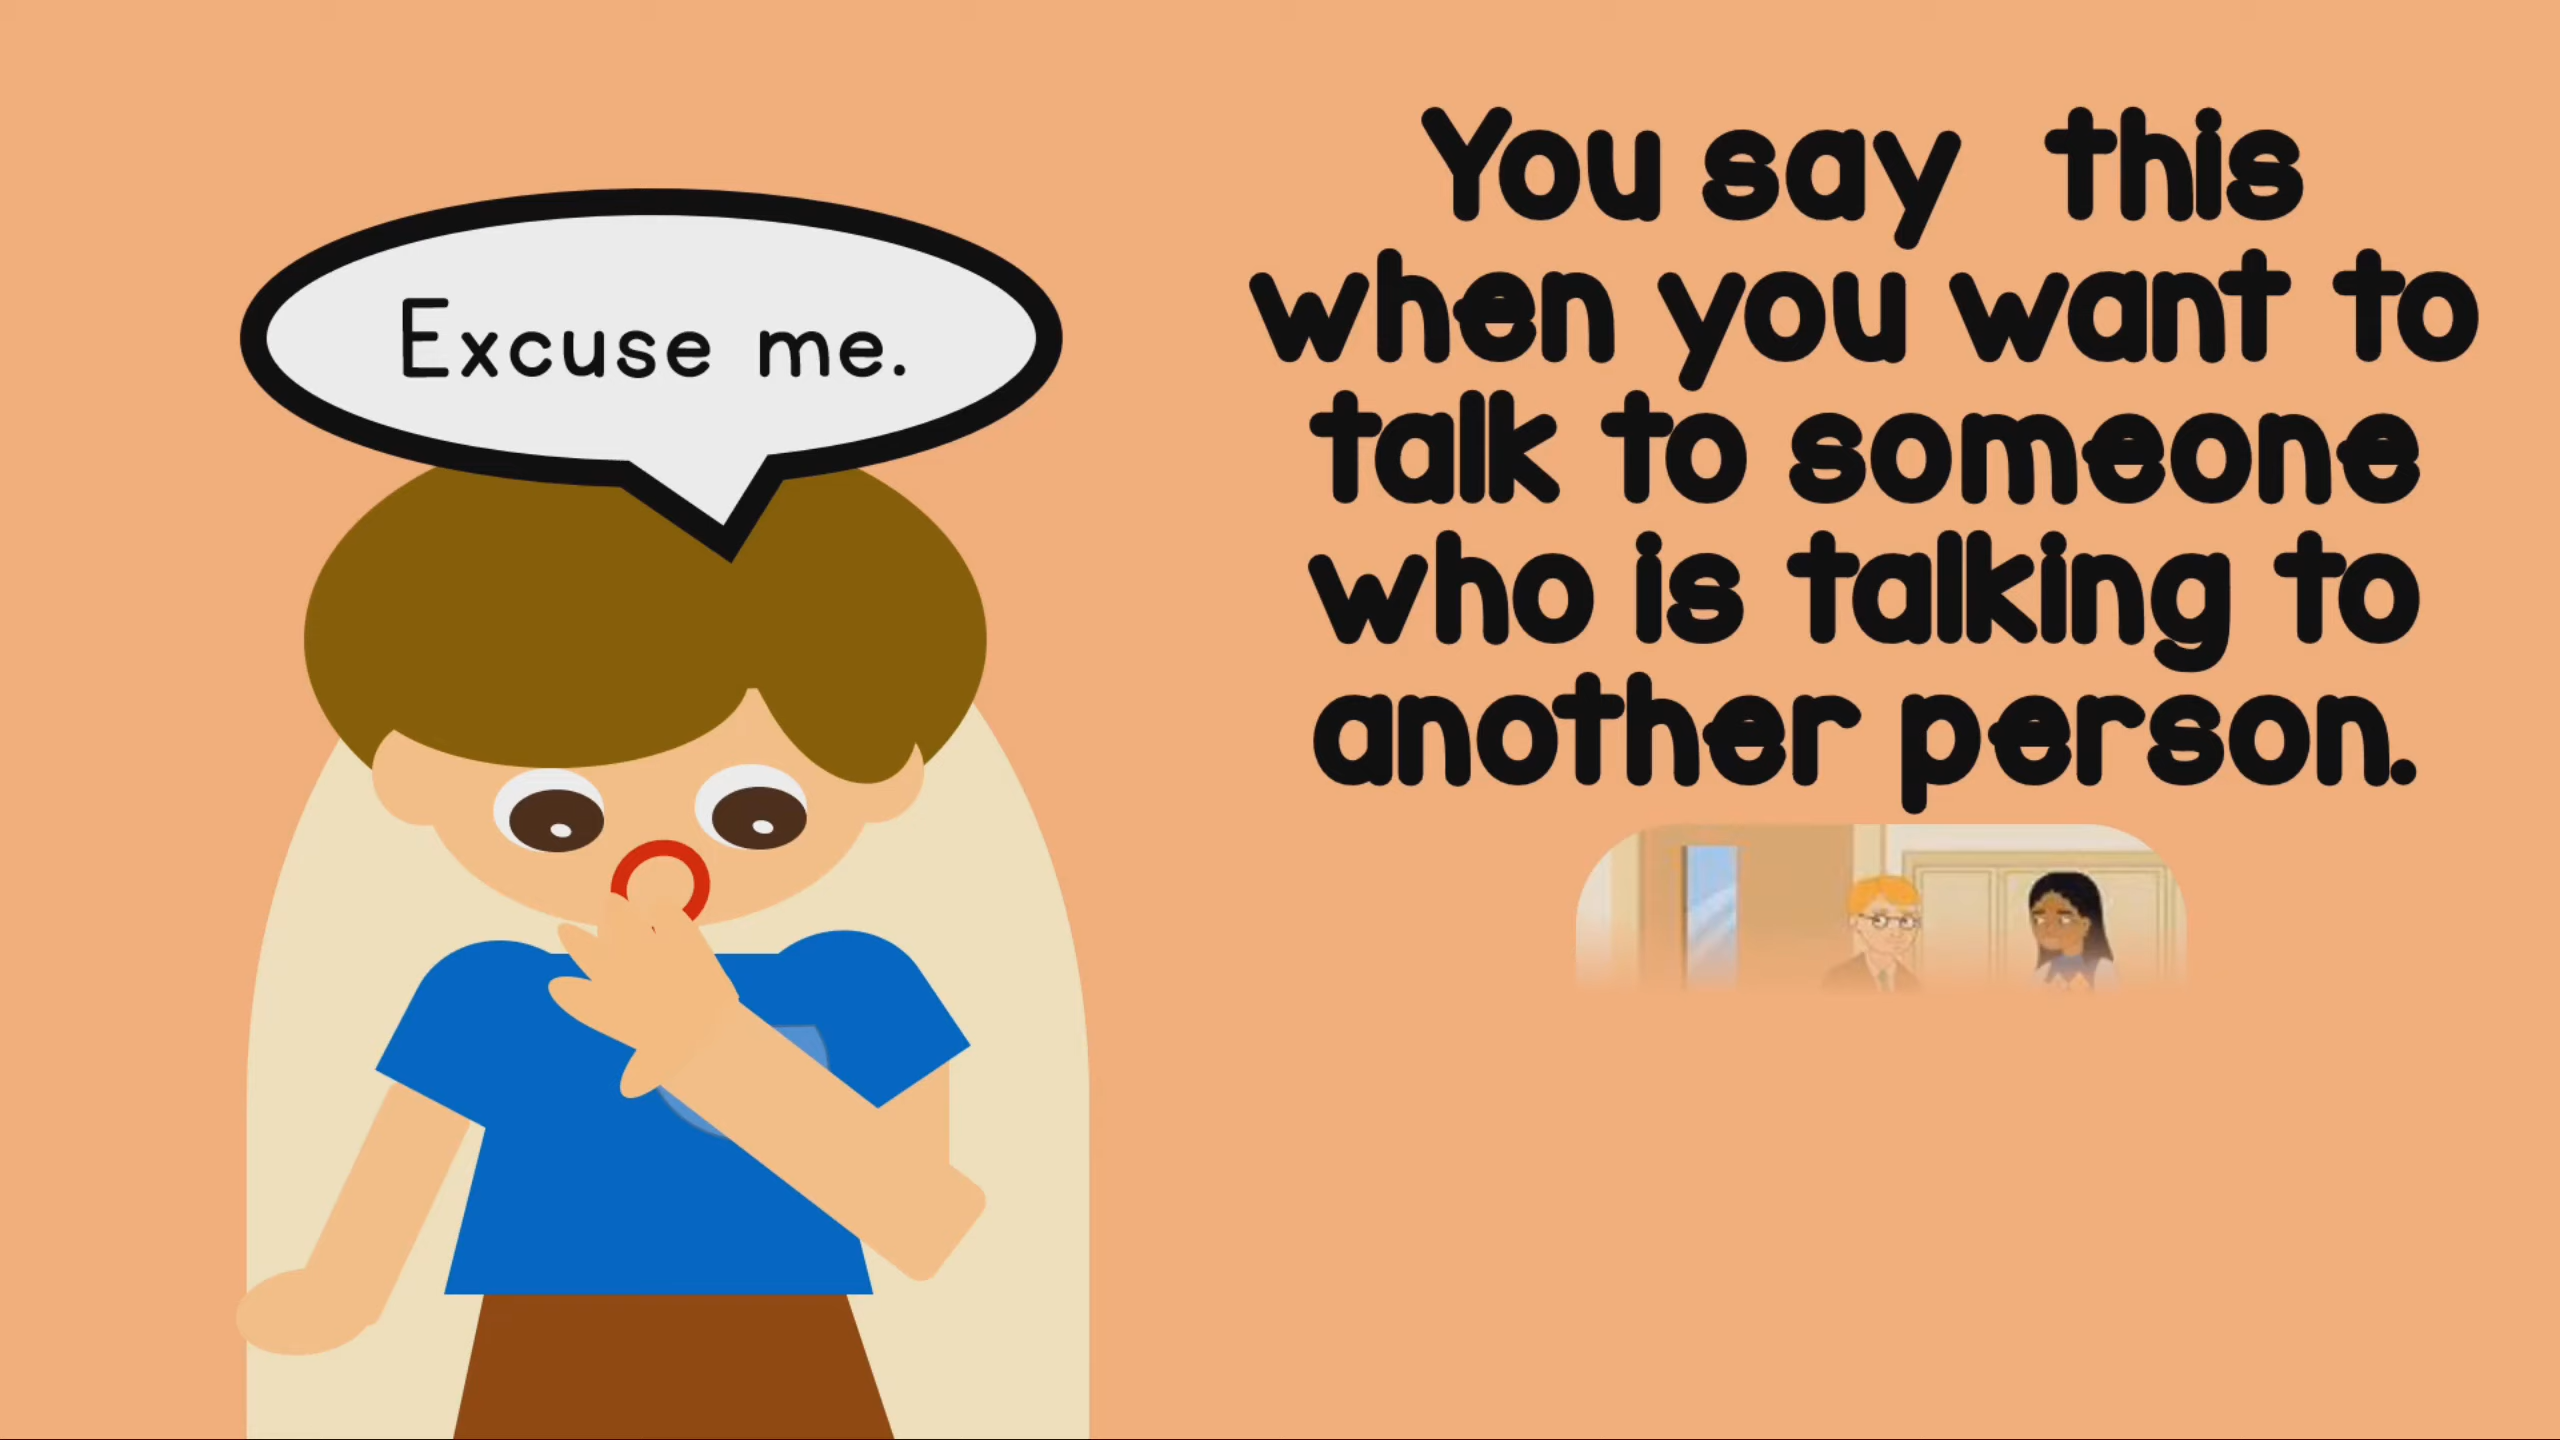 Excuse me.
You say  this
when you want to
talk to someone
who is talking to
another person.